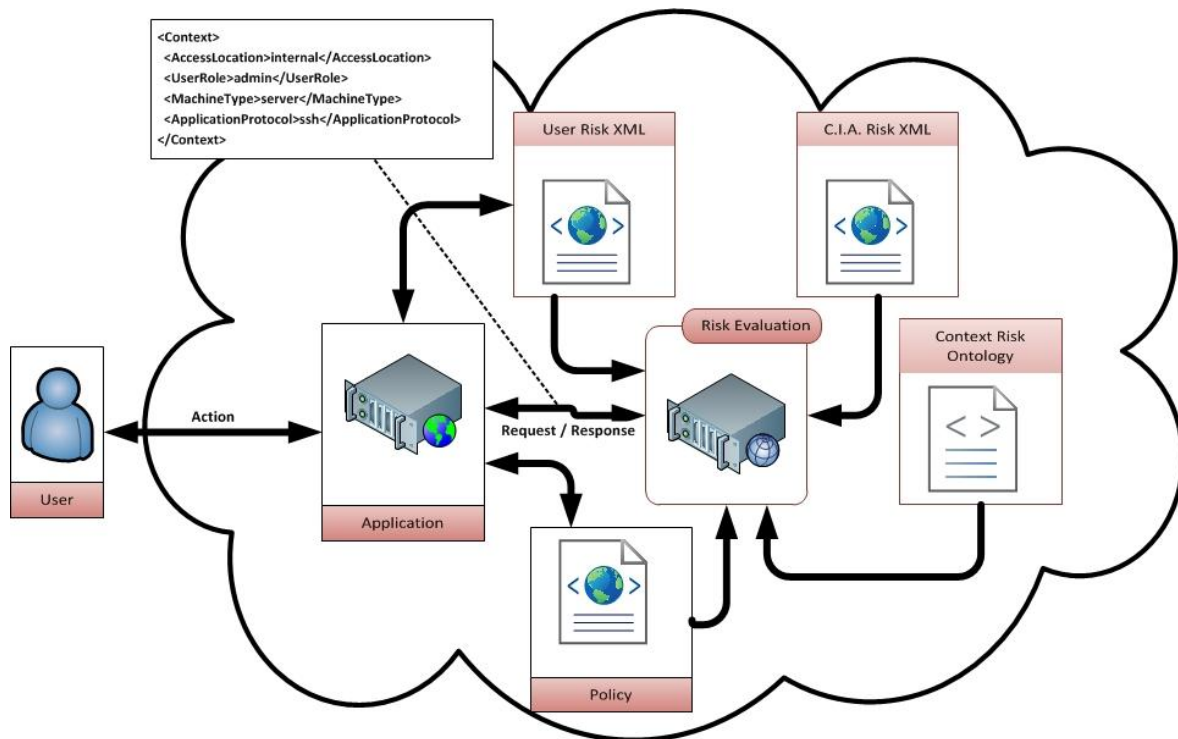 <Context>
<AccessLocation>internal</AccessLocation>
<UserRole>admin</UserRole>
<MachineType>server</MachineType>
<ApplicationProtocol>ssh</ApplicationProtocol>
</Context>
User Risk XML
C.I.A. Risk XML
Risk Evaluation
Context Risk
Ontology
Action
Request / Response
User
Application
Policy